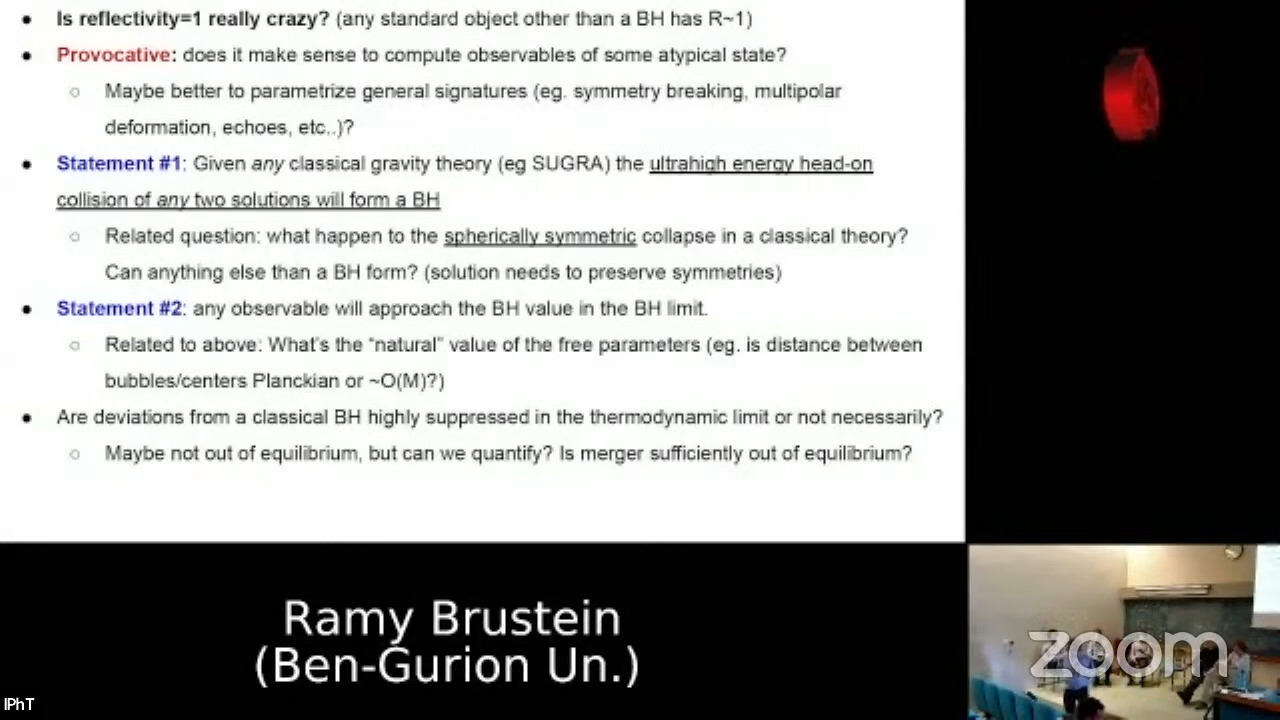 ● Is reflectivity=1 really crazy? (any standard object other than a BH has R~1)
● Provocative: does it make sense to compute observables of some atypical state?
○ Maybe better to parametrize general signatures (eg. symmetry breaking, multipolar
deformation, echoes, etc..)?
● Statement #1: Given any classical gravity theory (eg SUGRA) the ultrahigh energy head-on
collision of any two solutions will form a BH
○ Related question: what happen to the spherically symmetric collapse in a classical theory?
Can anything else than a BH form? (solution needs to preserve symmetries)
● Statement #2: any observable will approach the BH value in the BH limit.
○ Related to above: What's the “natural” value of the free parameters (eg. is distance between
bubbles/centers Planckian or ~O(M)?)
● Are deviations from a classical BH highly suppressed in the thermodynamic limit or not necessarily?
○ Maybe not out of equilibrium, but can we quantify? Is merger sufficiently out of equilibrium?
Ramy Brustein
(Ben-Gurion Un.)
zoom
IPhT